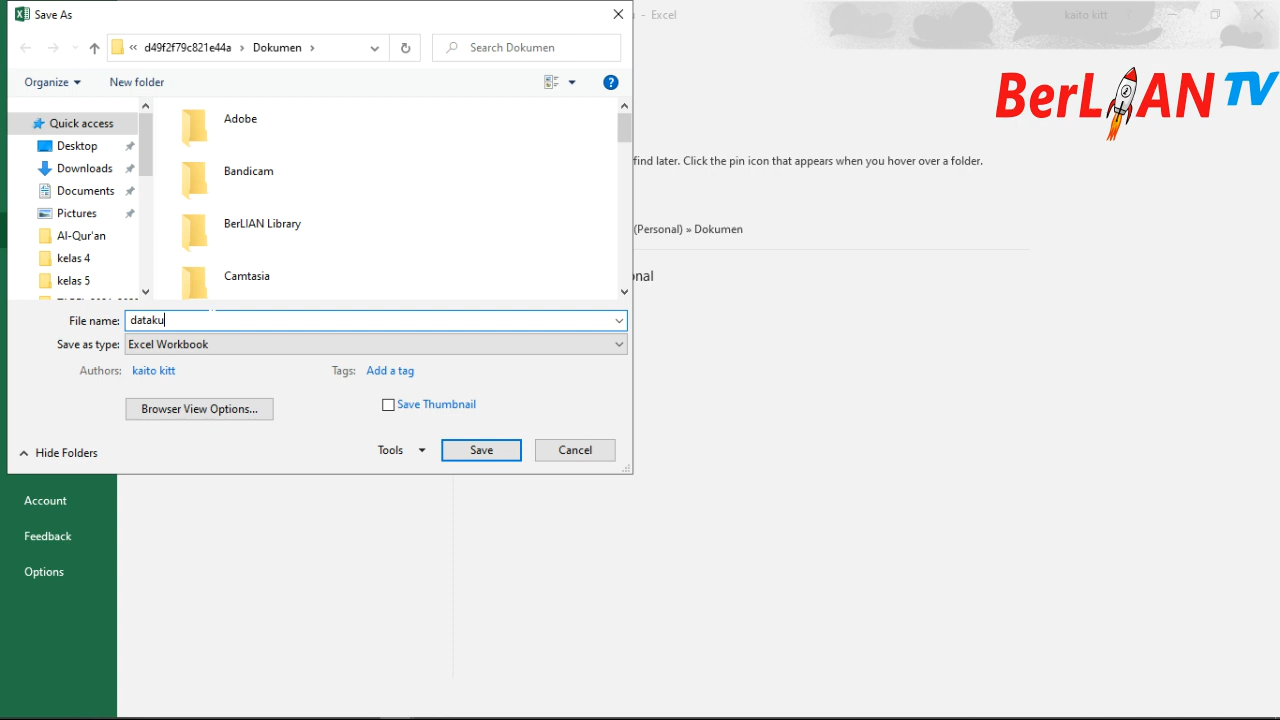 Save As
- Excel
kaito kitt
« d49f2f79c821e44a > Dokumen >
Search Dokumen
Organize
New folder
?
BerLIAN TV
Quick access
Desktop
Downloads
Documents
Pictures
Al-Qur'an
kelas 4
kelas 5
Adobe
Bandicam
BerLIAN Library
Camtasia
find later. Click the pin icon that appears when you hover over a folder.
(Personal) » Dokumen
onal
File name: dataku
Save as type: Excel Workbook
Authors: kaito kitt
Tags: Add a tag
Browser View Options...
Save Thumbnail
Hide Folders
Tools
Save
Cancel
Account
Feedback
Options